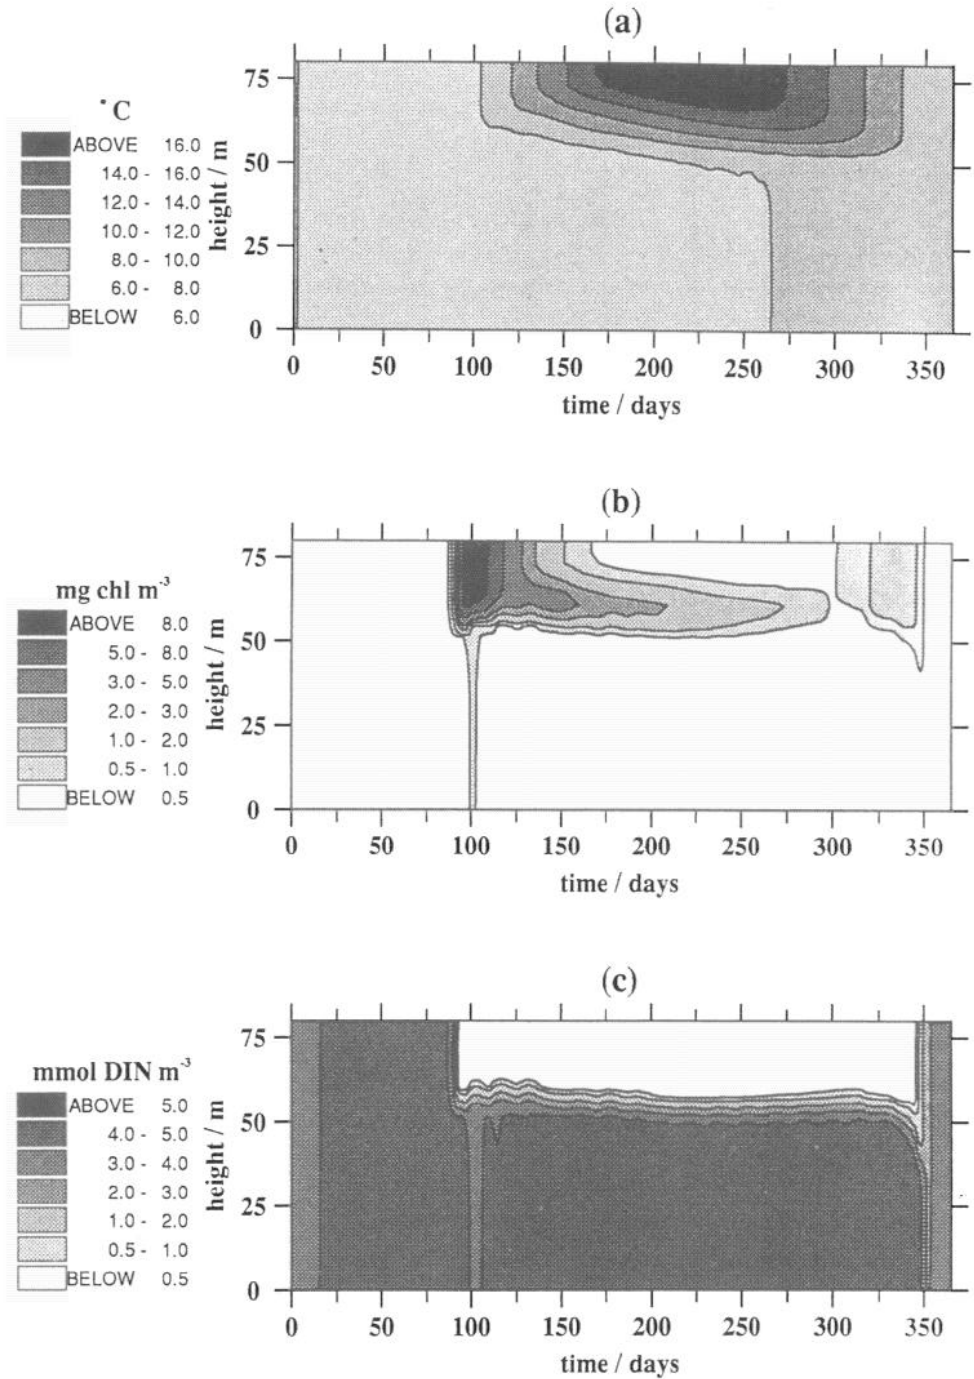 (a)
°C
ABOVE 16.0
14.0 - 16.0
12.0 - 14.0
10.0 - 12.0
8.0 - 10.0
6.0 - 8.0
BELOW 6.0
height / m
75
50
25
0
0 50 100 150 200 250 300 350
time / days
(b)
mg chl m-3
ABOVE 8.0
5.0 - 8.0
3.0 - 5.0
2.0 - 3.0
1.0 - 2.0
0.5 - 1.0
BELOW 0.5
height / m
75
50
25
0
0 50 100 150 200 250 300 350
time / days
(c)
mmol DIN m-3
ABOVE 5.0
4.0 - 5.0
3.0 - 4.0
2.0 - 3.0
1.0 - 2.0
0.5 - 1.0
BELOW 0.5
height / m
75
50
25
0
0 50 100 150 200 250 300 350
time / days